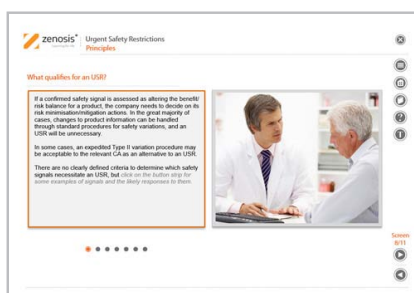 zenosis
Urgent Safety Restrictions
Principles
What qualifies for an USR?
If a confirmed safety signal is assessed as altering the benefit/
risk balance for a product, the company needs to decide on its
risk minimisation/mitigation actions. In the great majority of
cases, changes to product information can be handled
through standard procedures for safety variations, and an
USR will be unnecessary.
In some cases, an expedited Type II variation procedure may
be acceptable to the relevant CA as an alternative to an USR.
There are no clearly defined criteria to determine which safety
signals necessitate an USR, but click on the button strip for
some examples of signals and the likely responses to them.
Screen
8/11